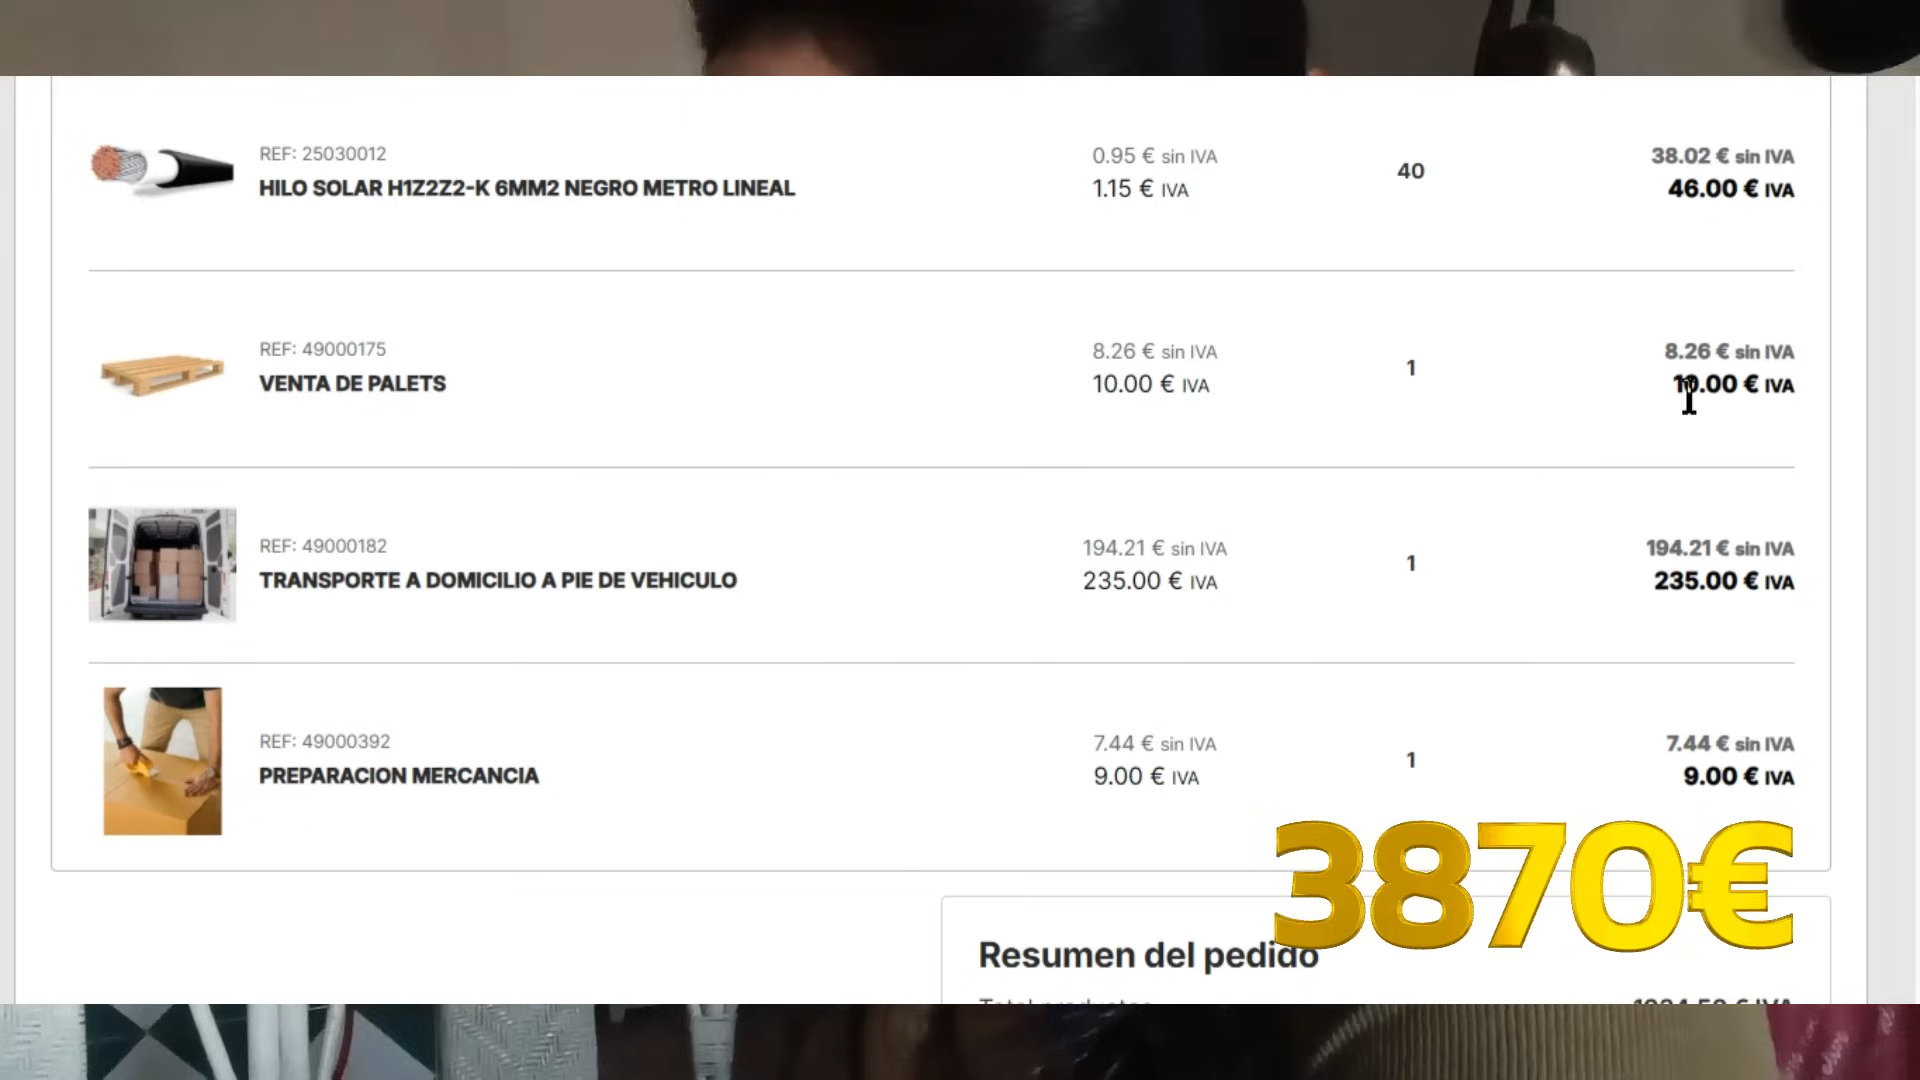 REF: 25030012
HILO SOLAR H1Z2Z2-K 6MM2 NEGRO METRO LINEAL
0.95 € sin IVA
1.15 € IVA
40
38.02 € sin IVA
46.00 € IVA
REF: 49000175
VENTA DE PALETS
8.26 € sin IVA
10.00 € IVA
1
8.26 € sin IVA
10.00 € IVA
REF: 49000182
TRANSPORTE A DOMICILIO A PIE DE VEHICULO
194.21 € sin IVA
235.00 € IVA
1
194.21 € sin IVA
235.00 € IVA
REF: 49000392
PREPARACION MERCANCIA
7.44 € sin IVA
9.00 € IVA
1
7.44 € sin IVA
9.00 € IVA
3870€
Resumen del pedido